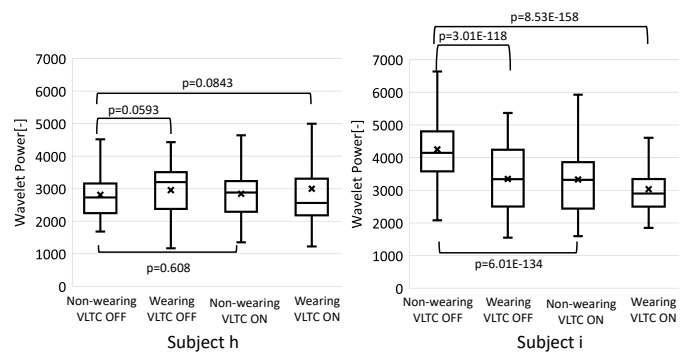 p=8.53E-158
p=3.01E-118
7000
6000
5000
4000
3000
2000
1000
0
Wavelet Power[-]
p=0.0843
p=0.0593
p=0.608
Non-wearing
VLTC OFF
Wearing
VLTC OFF
Non-wearing
VLTC ON
Wearing
VLTC ON
Subject h
7000
6000
5000
4000
3000
2000
1000
0
Wavelet Power[-]
p=6.01E-134
Non-wearing
VLTC OFF
Wearing
VLTC OFF
Non-wearing
VLTC ON
Wearing
VLTC ON
Subject i